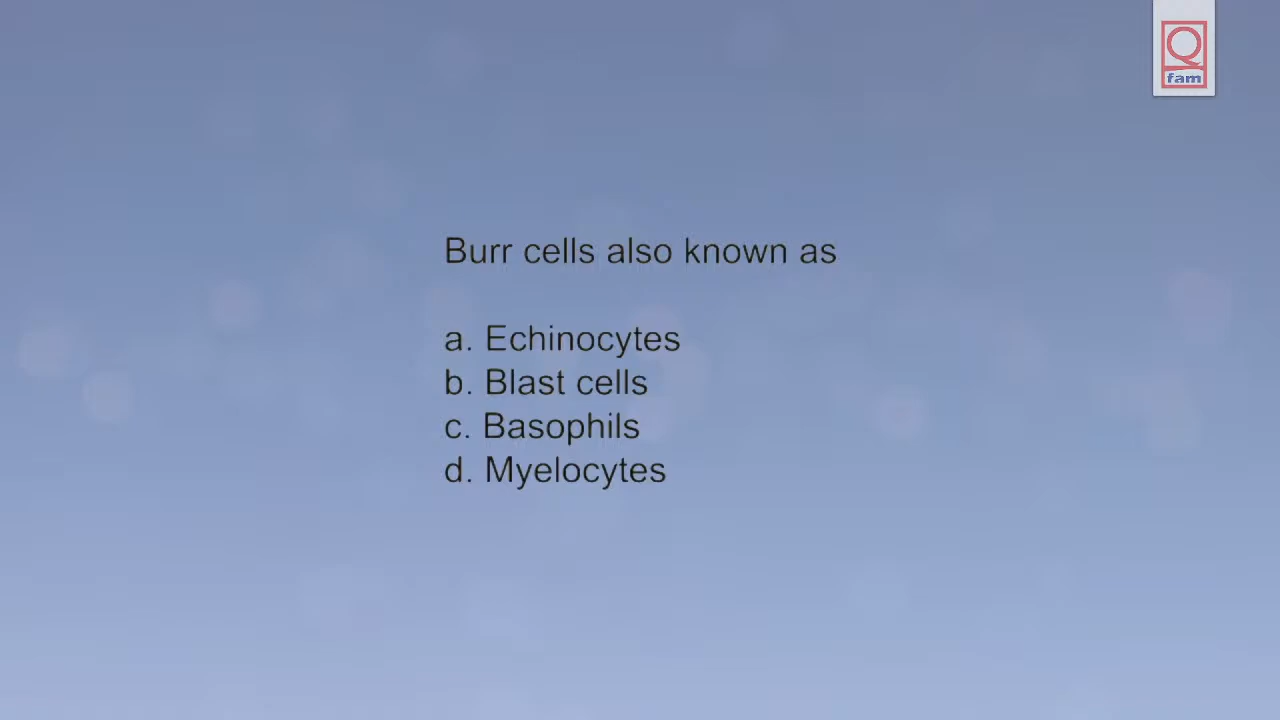 Q
fam
Burr cells also known as
a. Echinocytes
b. Blast cells
c. Basophils
d. Myelocytes